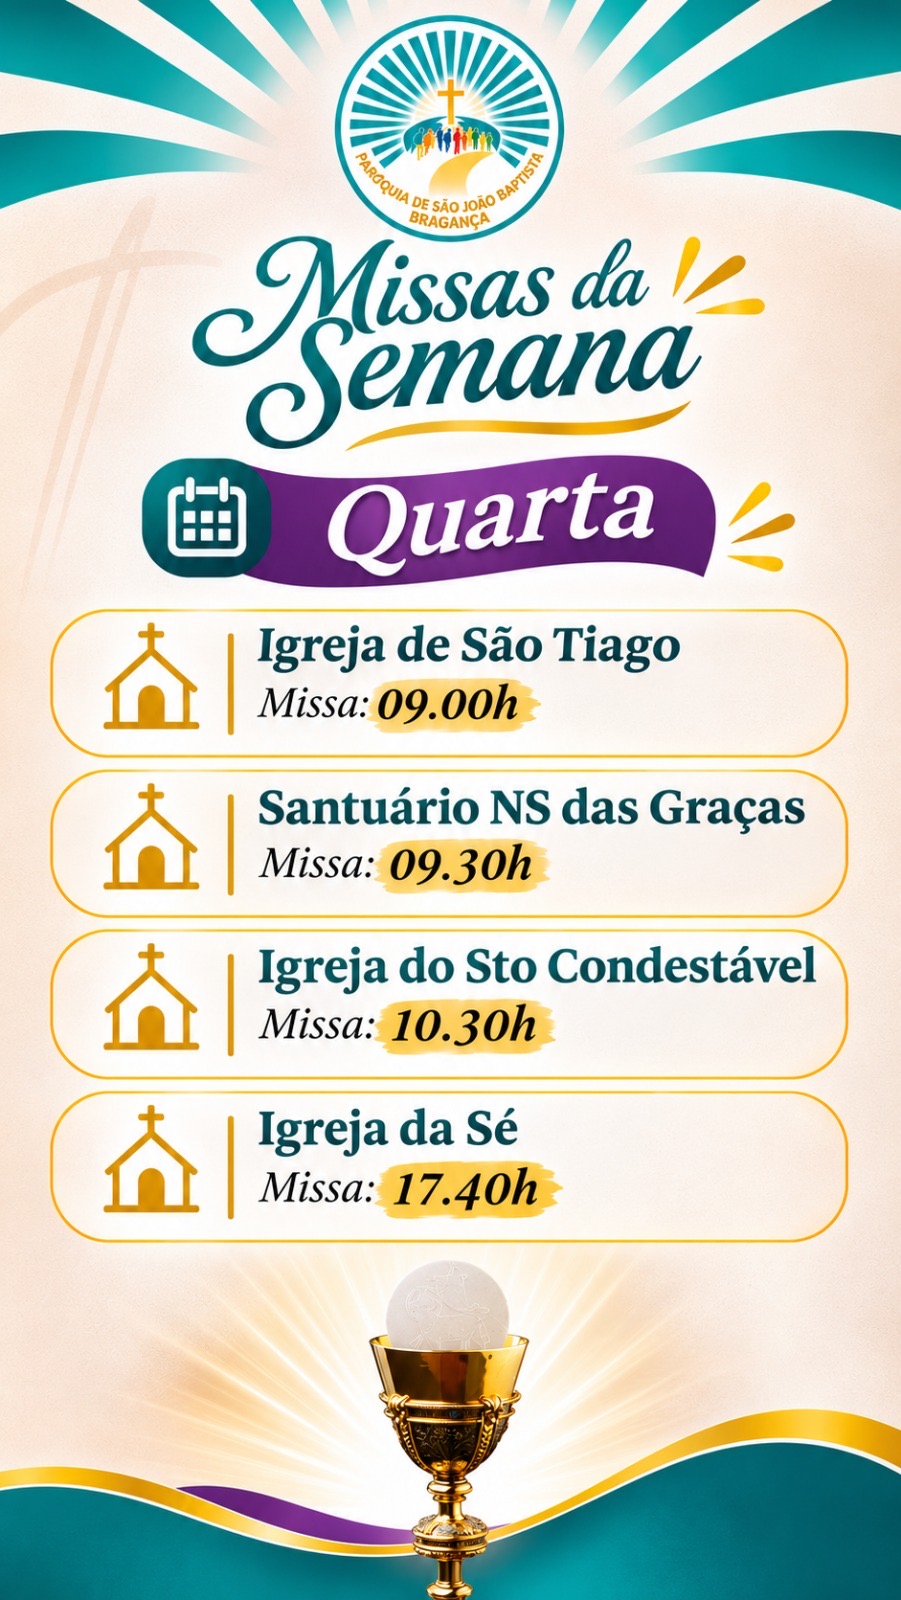 PARÓQUIA DE SÃO JOÃO BAPTISTA
BRAGANÇA
Missas da
Semana
Quarta
Igreja de São Tiago
Missa: 09.00h
Santuário NS das Graças
Missa: 09.30h
Igreja do Sto Condestável
Missa: 10.30h
Igreja da Sé
Missa: 17.40h